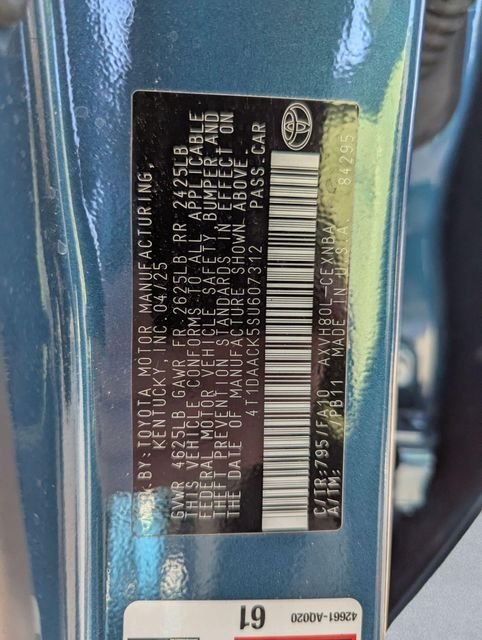 MFD. BY: TOYOTA MOTOR MANUFACTURING,
KENTUCKY, INC. 04/25
GVWR 4625LB GAWR FR 2625LB RR 2425LB
THIS VEHICLE CONFORMS TO ALL APPLICABLE
FEDERAL MOTOR VEHICLE SAFETY, BUMPER AND
THEFT PREVENTION STANDARDS IN EFFECT ON
THE DATE OF MANUFACTURE SHOWN ABOVE.
4T1DAACK5SU607312 PASS. CAR
C/TR: 795/FA10 AXVH80L-CEXNBA
A/TM: /PB11 MADE IN U.S.A. 84295
42661-AQ020
61